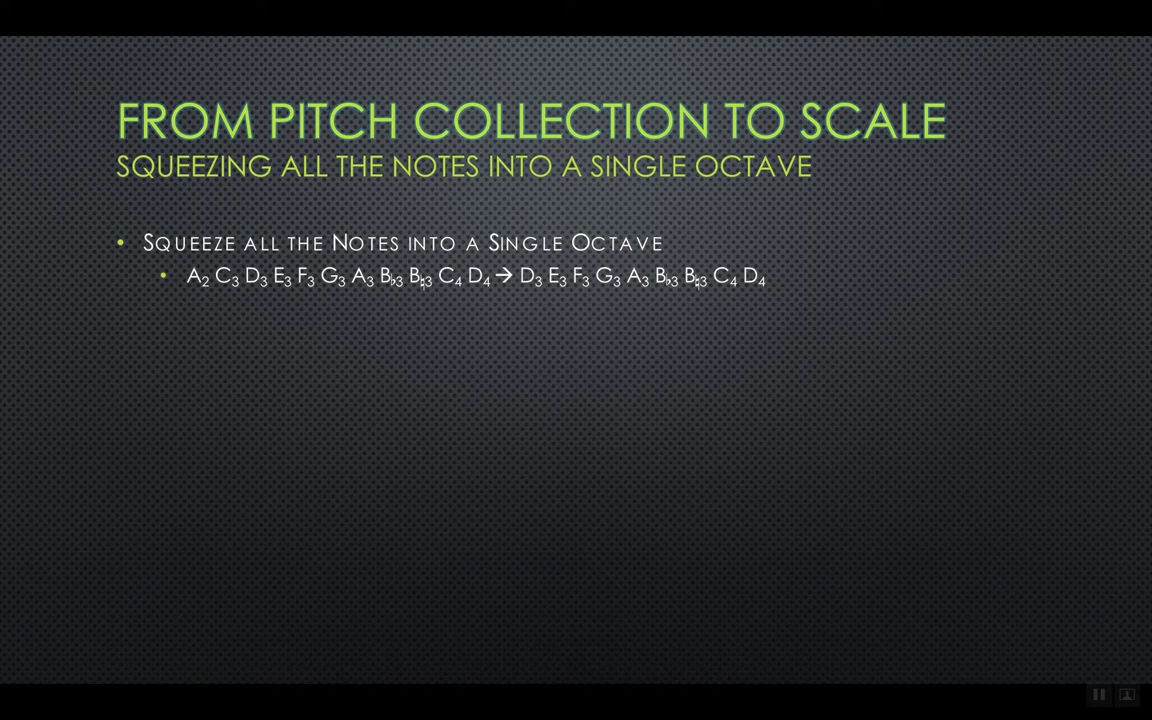 FROM PITCH COLLECTION TO SCALE
SQUEEZING ALL THE NOTES INTO A SINGLE OCTAVE
• SQUEEZE ALL THE NOTES INTO A SINGLE OCTAVE
• A₂ C₃ D₃ E₃ F₃ G₃ A₃ B♭₃ B♮₃ C₄ D₄ → D₃ E₃ F₃ G₃ A₃ B♭₃ B♮₃ C₄ D₄